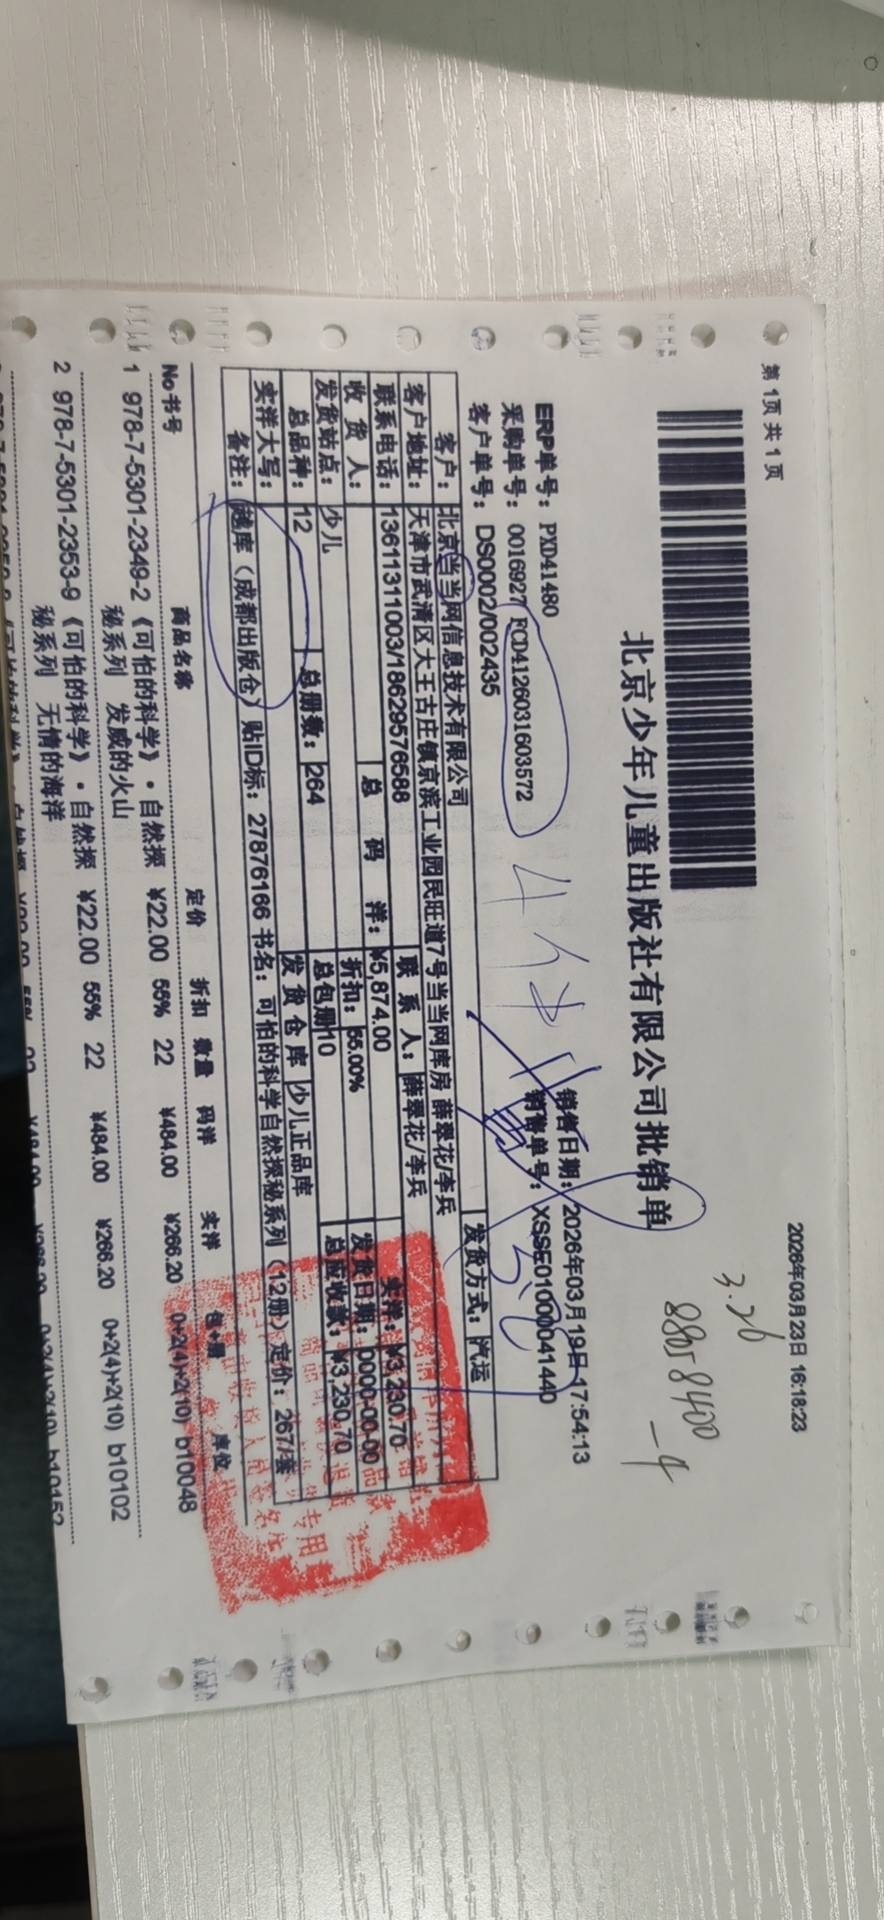 第 1页 共 1 页
2026年03月23日 16:18:23
3.26
88058400
-9
北京少年儿童出版社有限公司批销单
ERP单号: PXD41480
销售日期: 2026年03月19日 17:54:13
采购单号: 0016927 FCD4126031603572
4件
销售单号: XSSE01000041440
客户单号: DS0002/002435
发货方式: 汽运
客户: 北京当当网信息技术有限公司
客户地址: 天津市武清区大王古庄镇京滨工业园民旺道7号当当网库房 薛翠花/李兵
联系电话: 13611311003/18629576588
联 系 人: 薛翠花/李兵
收 货 人:
总 码 洋: ¥5,874.00
实洋: ¥3,230.70
发货站点: 少儿
折扣: 55.00%
发货日期: 0000-00-00
总品种: 12
总册数: 264
总包册 10
总应收款: ¥3,230.70
实洋大写:
发 货 仓 库 少儿正品库
备注: 越库(成都出版仓)贴ID标: 27876166 书名: 可怕的科学自然探秘系列(12册)定价: 267/套
No 书号 商品名称 定价 折扣 数量 码洋 实洋 包+册 库位
1 978-7-5301-2349-2 《可怕的科学》·自然探 ¥22.00 55% 22 ¥484.00 ¥266.20 0+2(4)+2(10) b10048
秘系列 发威的火山
2 978-7-5301-2353-9 《可怕的科学》·自然探 ¥22.00 55% 22 ¥484.00 ¥266.20 0+2(4)+2(10) b10102
秘系列 无情的海洋
专用